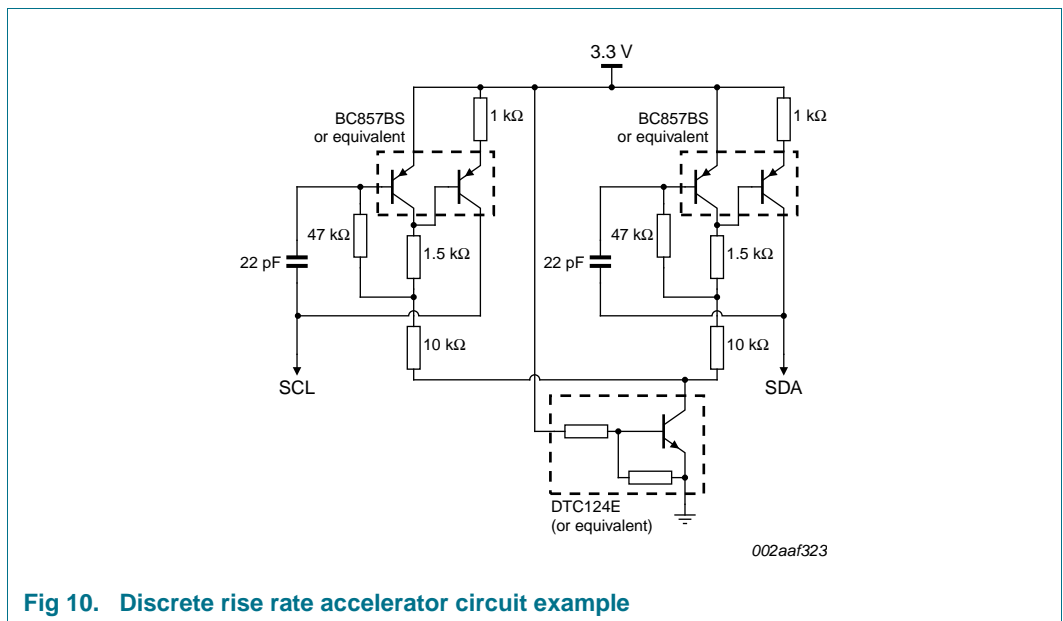 3.3 V
BC857BS
or equivalent
1 kΩ
BC857BS
or equivalent
1 kΩ
47 kΩ
1.5 kΩ
22 pF
47 kΩ
1.5 kΩ
22 pF
10 kΩ
10 kΩ
SCL
SDA
DTC124E
(or equivalent)
002aaf323
Fig 10. Discrete rise rate accelerator circuit example